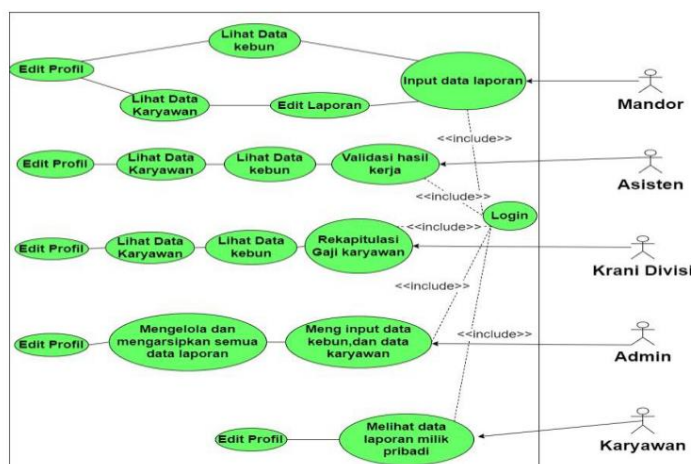 Lihat Data
kebun
Edit Profil
Input data laporan
Lihat Data
Karyawan
Edit Laporan
Mandor
<<include>>
Edit Profil
Lihat Data
Karyawan
Lihat Data
kebun
Validasi hasil
kerja
Asisten
<<include>>
Login
<<include>>
Edit Profil
Lihat Data
Karyawan
Lihat Data
kebun
Rekapitulasi
Gaji karyawan
Krani Divisi
<<include>>
Edit Profil
Mengelola dan
mengarsipkan semua
data laporan
Meng input data
kebun,dan data
karyawan
<<include>>
Admin
Edit Profil
Melihat data
laporan milik
pribadi
Karyawan